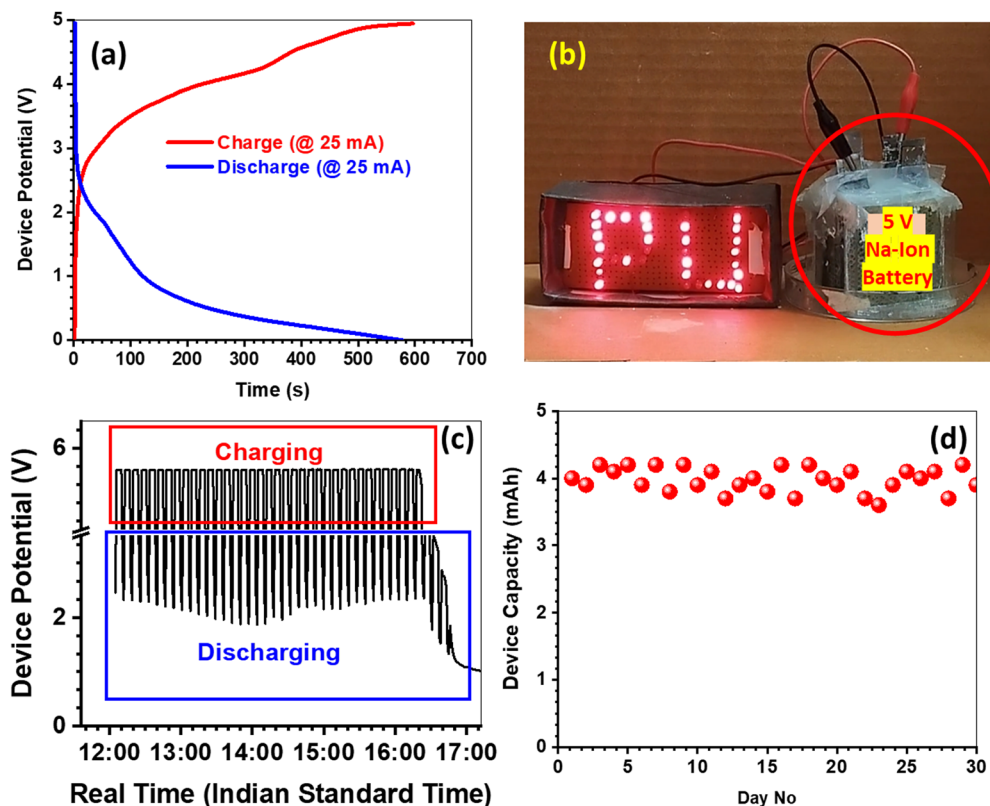 (a)
5
4
3
2
1
0
Device Potential (V)
Charge (@ 25 mA)
Discharge (@ 25 mA)
0 100 200 300 400 500 600 700
Time (s)
(b)
PU
5 V
Na-Ion
Battery
(c)
6
2
0
Device Potential (V)
Charging
Discharging
12:00 13:00 14:00 15:00 16:00 17:00
Real Time (Indian Standard Time)
(d)
5
4
3
2
1
0
Device Capacity (mAh)
0 5 10 15 20 25 30
Day No